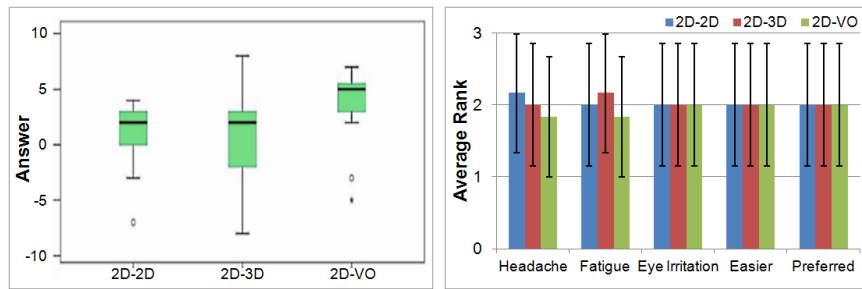 10
5
0
-5
-10
Answer
2D-2D
2D-3D
2D-VO
2D-2D 2D-3D 2D-VO
3
2
1
0
Average Rank
Headache Fatigue Eye Irritation Easier Preferred